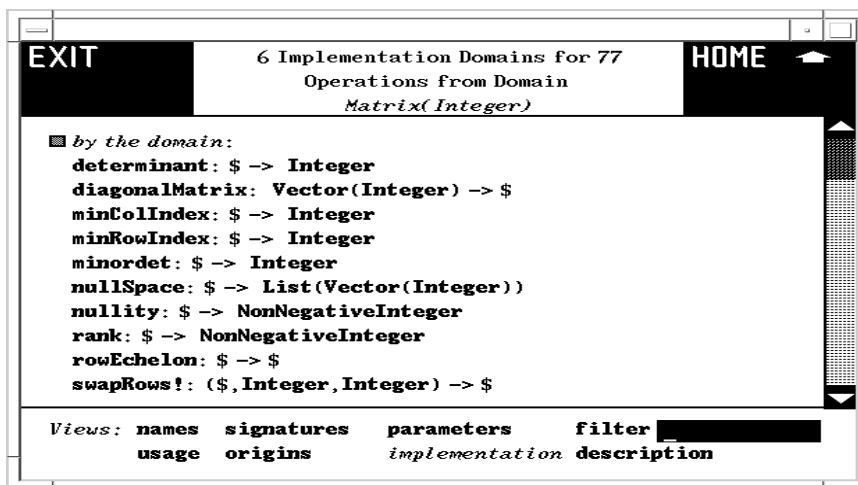 EXIT
6 Implementation Domains for 77
Operations from Domain
Matrix(Integer)
HOME
by the domain:
determinant: $ -> Integer
diagonalMatrix: Vector(Integer) -> $
minColIndex: $ -> Integer
minRowIndex: $ -> Integer
minordet: $ -> Integer
nullSpace: $ -> List(Vector(Integer))
nullity: $ -> NonNegativeInteger
rank: $ -> NonNegativeInteger
rowEchelon: $ -> $
swapRows!: ($,Integer,Integer) -> $
Views: names signatures parameters filter
usage origins implementation description